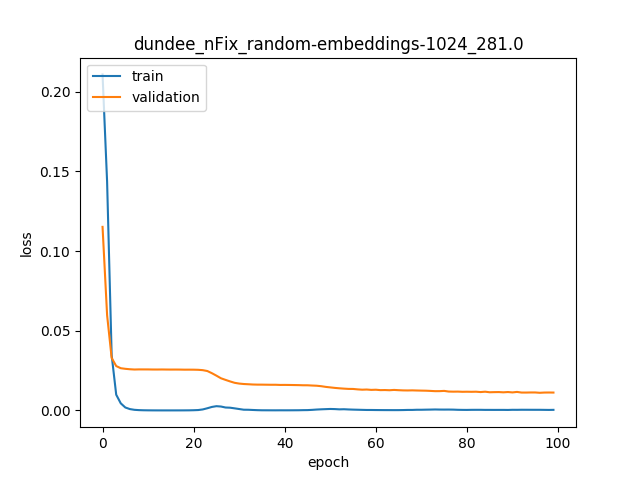 dundee_nFix_random-embeddings-1024_281.0
train
validation
0.20
0.15
0.10
0.05
0.00
loss
0 20 40 60 80 100
epoch